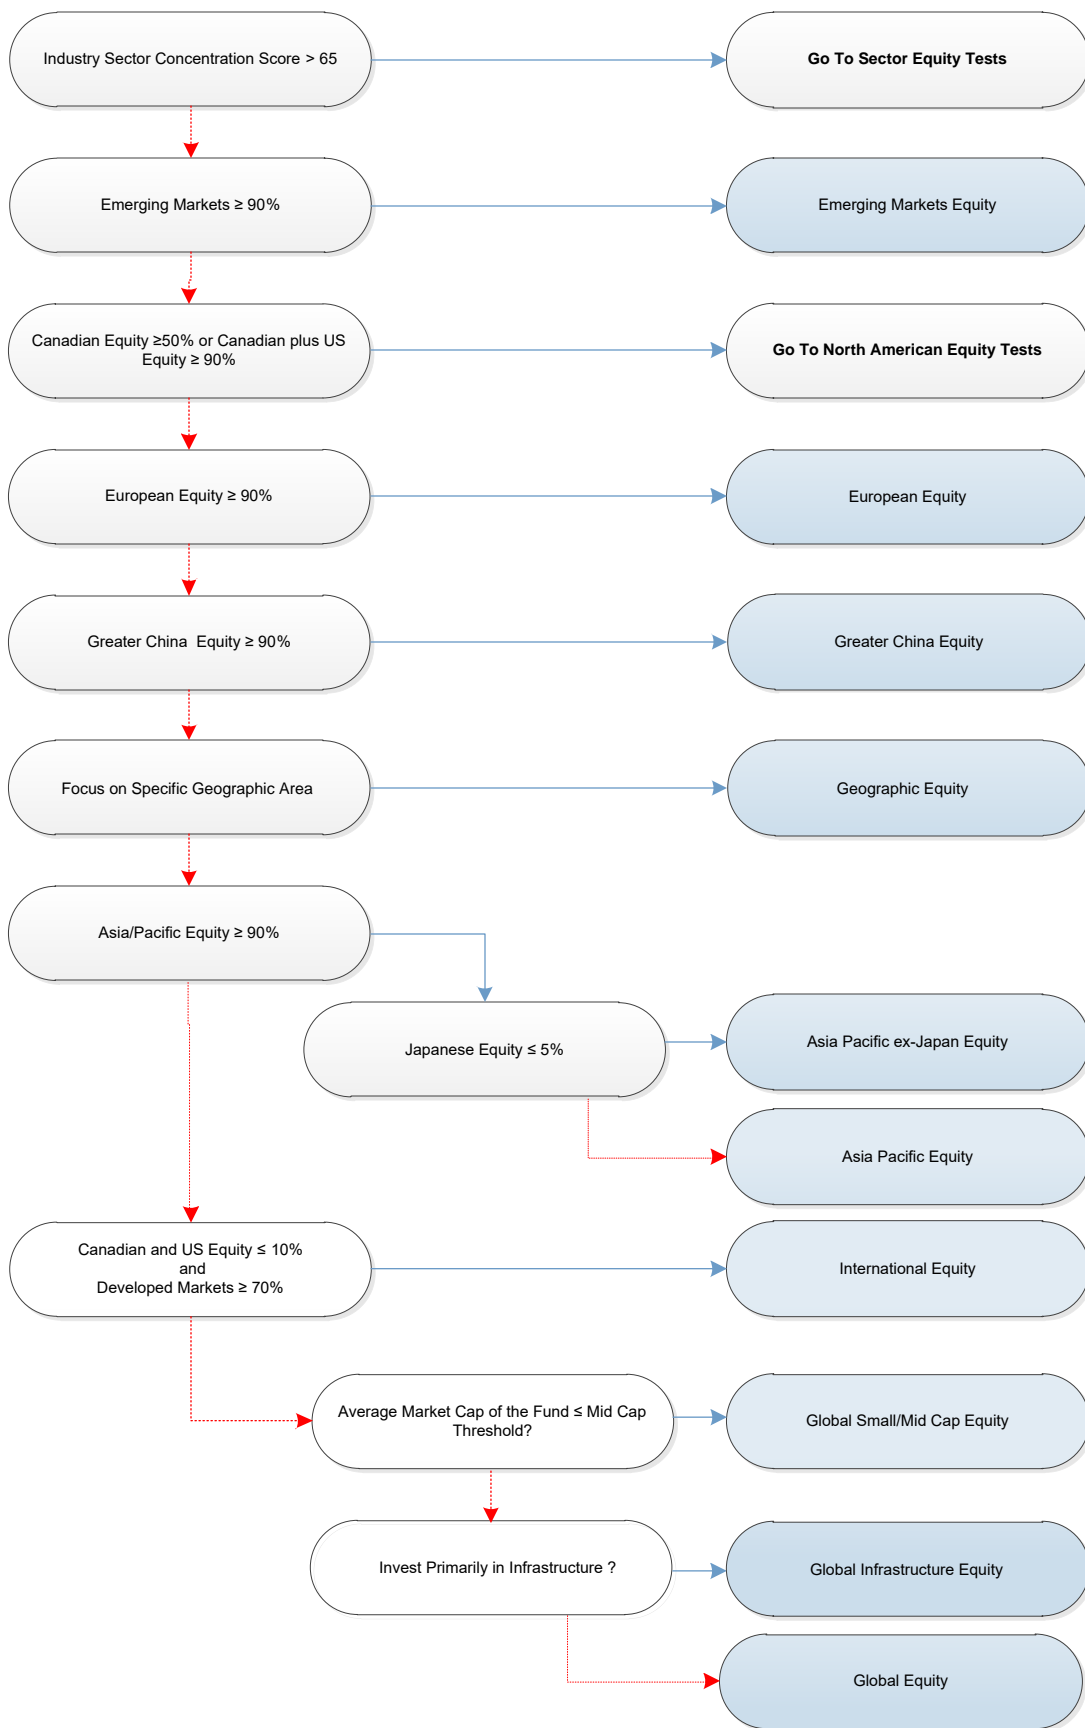 Industry Sector Concentration Score > 65
Go To Sector Equity Tests
Emerging Markets ≥ 90%
Emerging Markets Equity
Canadian Equity ≥50% or Canadian plus US
Equity ≥ 90%
Go To North American Equity Tests
European Equity ≥ 90%
European Equity
Greater China  Equity ≥ 90%
Greater China Equity
Focus on Specific Geographic Area
Geographic Equity
Asia/Pacific Equity ≥ 90%
Japanese Equity ≤ 5%
Asia Pacific ex-Japan Equity
Asia Pacific Equity
Canadian and US Equity ≤ 10%
and
Developed Markets ≥ 70%
International Equity
Average Market Cap of the Fund ≤ Mid Cap
Threshold?
Global Small/Mid Cap Equity
Invest Primarily in Infrastructure ?
Global Infrastructure Equity
Global Equity